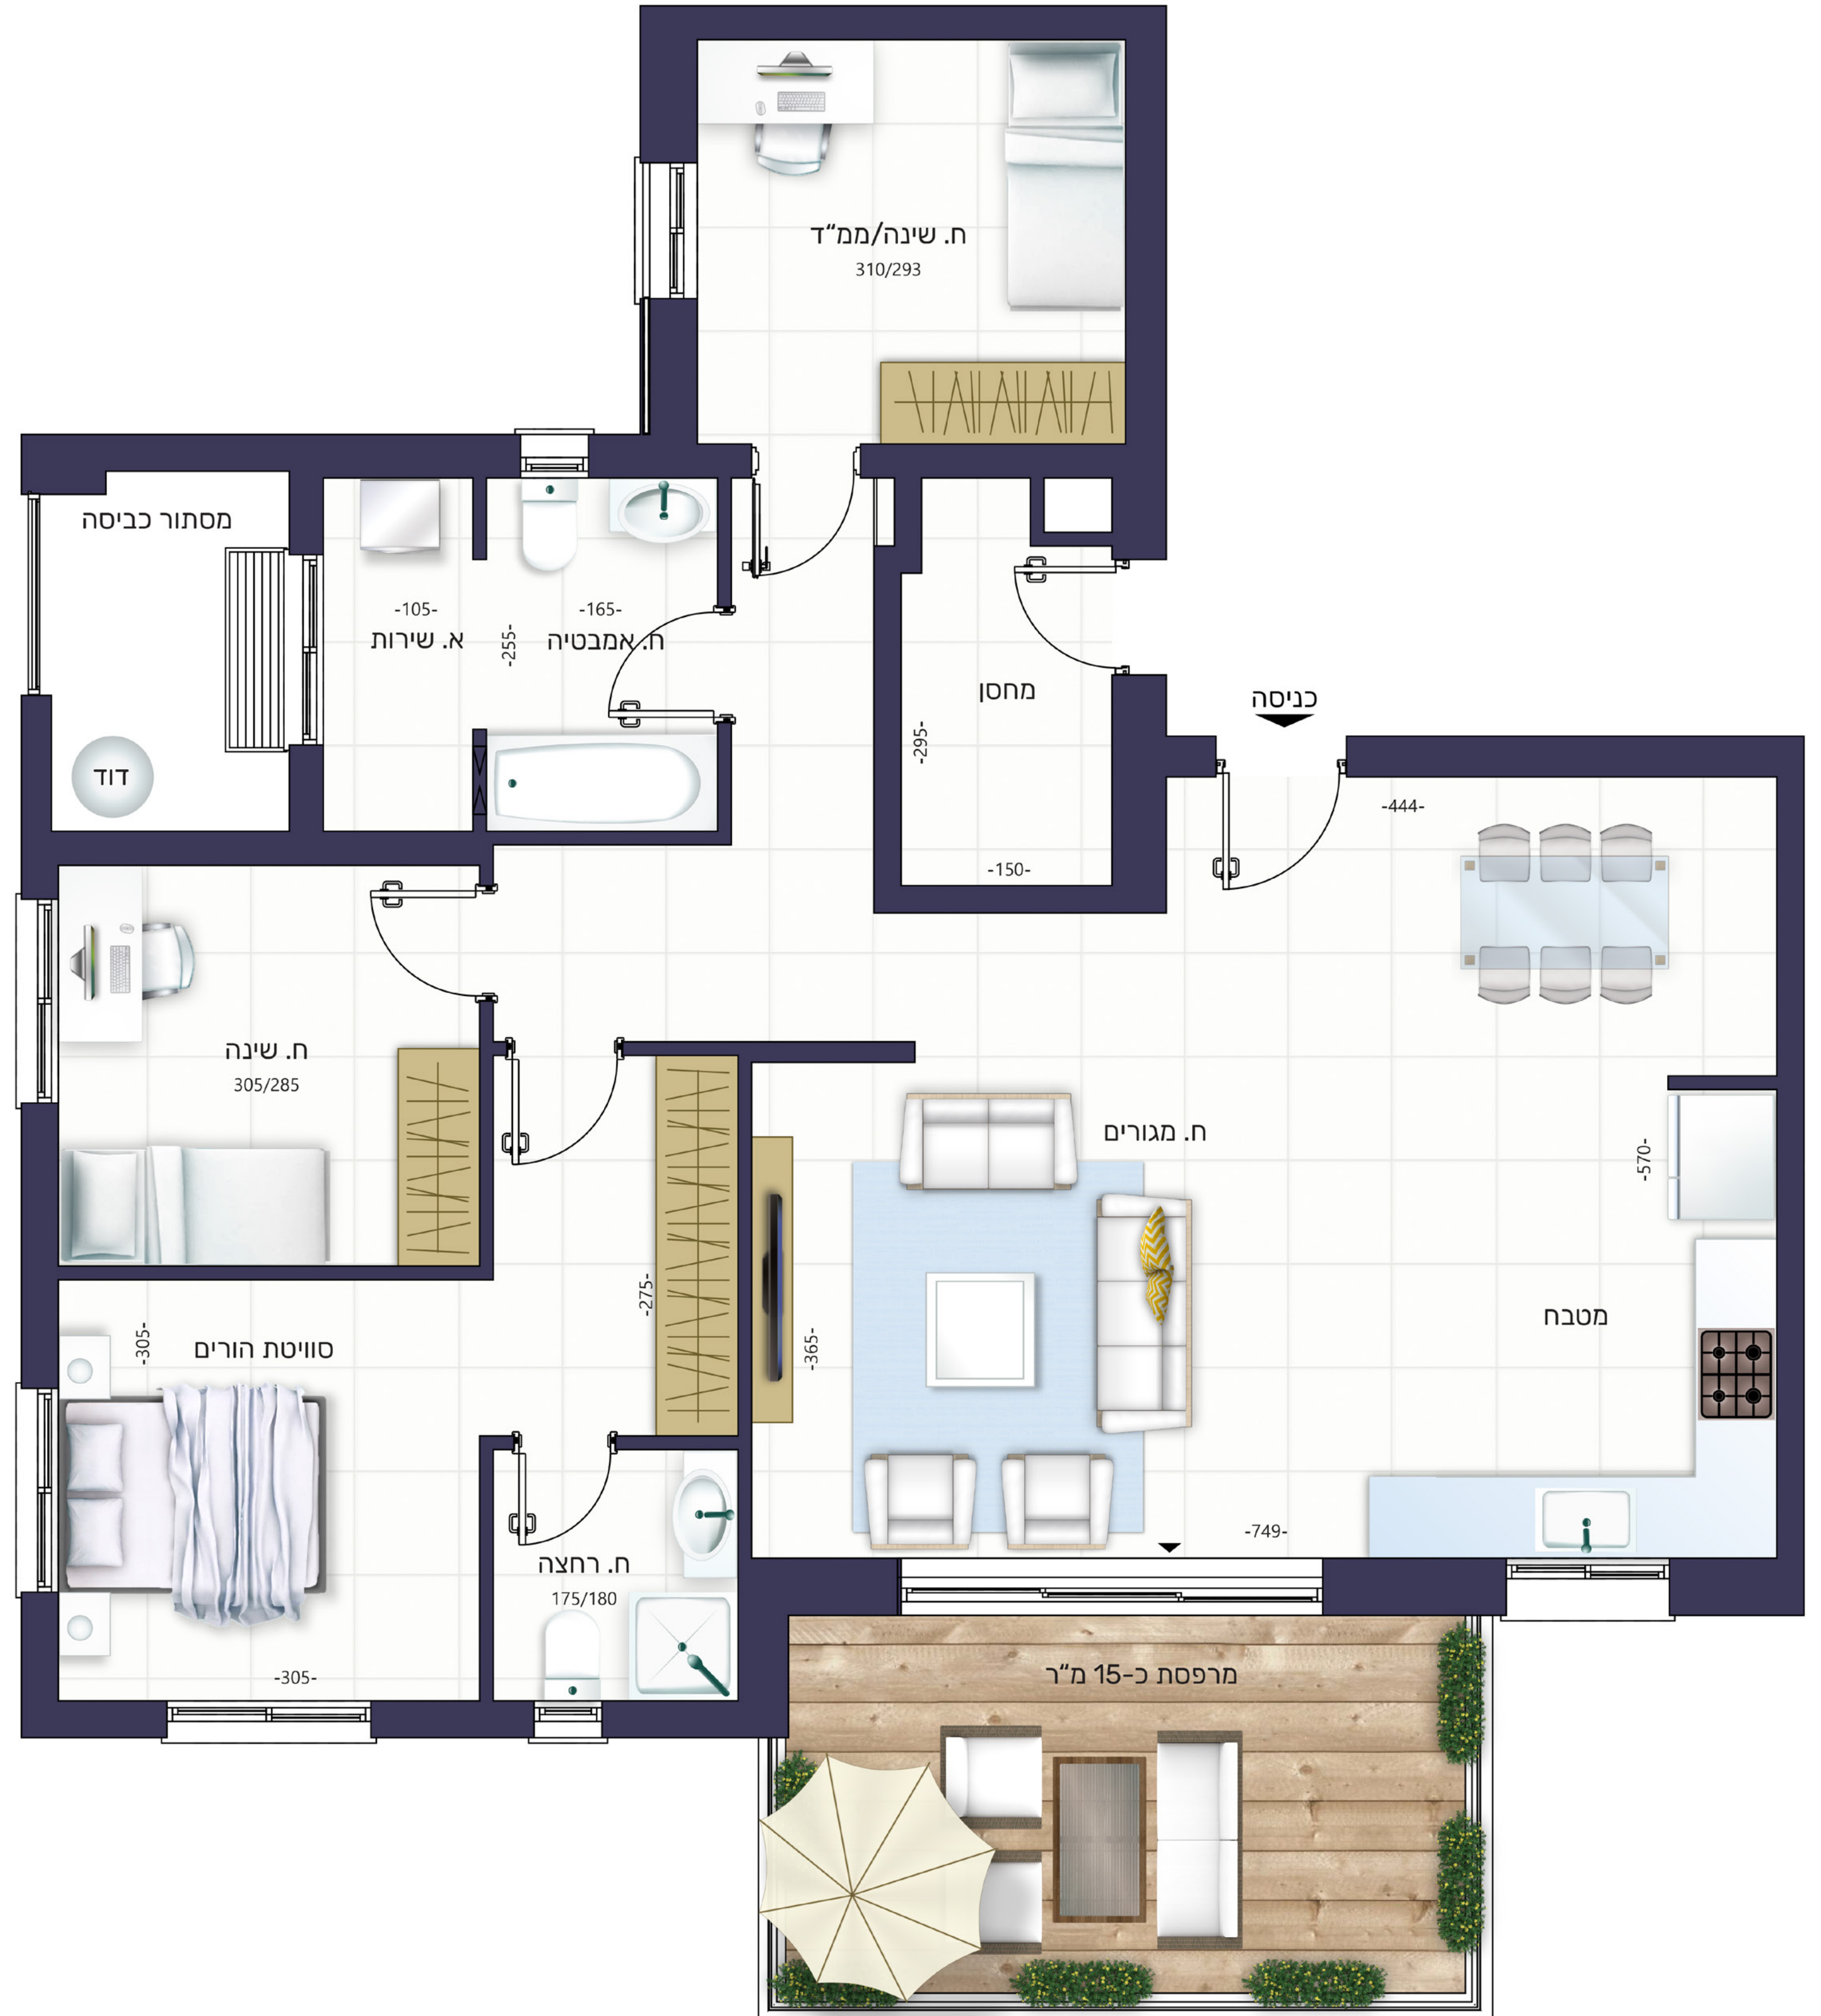 ח. שינה/ממ“ד
310/293
מסתור כביסה
-105-
א. שירות
-255-
-165-
ח. אמבטיה
מחסן
-295-
-150-
כניסה
דוד
-444-
ח. שינה
305/285
ח. מגורים
-570-
מטבח
סוויטת הורים
-305-
-275-
-365-
-749-
ח. רחצה
175/180
-305-
מרפסת כ-15 מ“ר